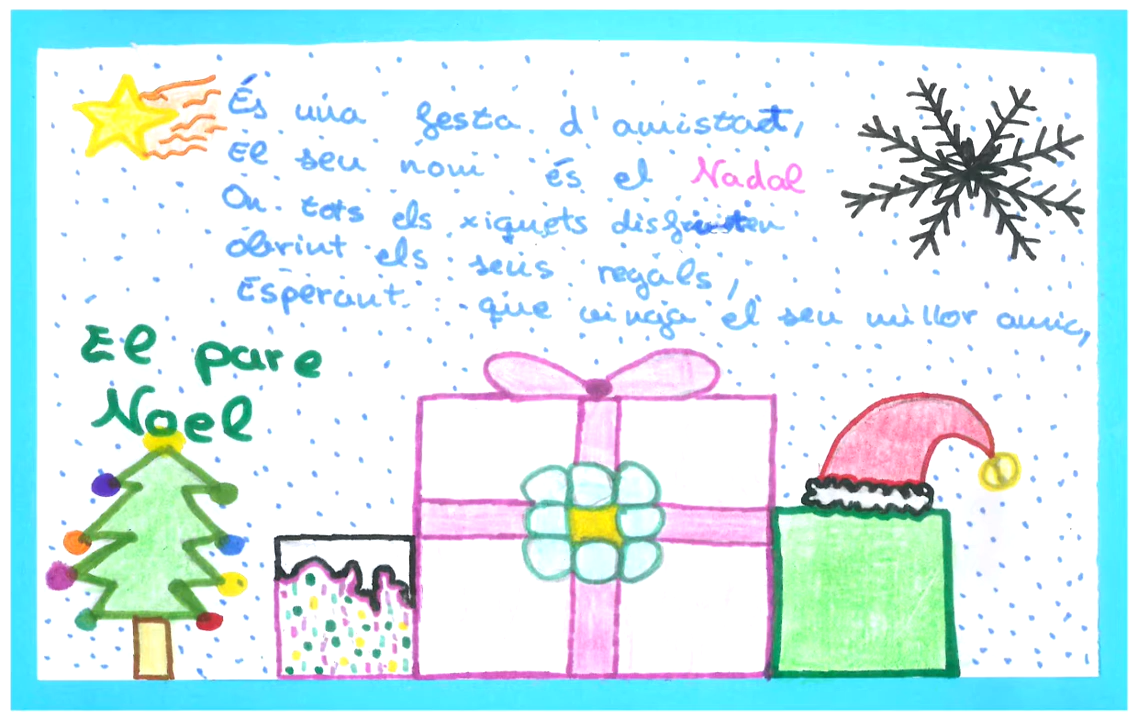 És una festa d'amistat,
El seu nom és el Nadal
On tots els xiquets disfruiten
obrint els seus regals,
Esperant que vinga el seu millor amic,
El pare
Noel